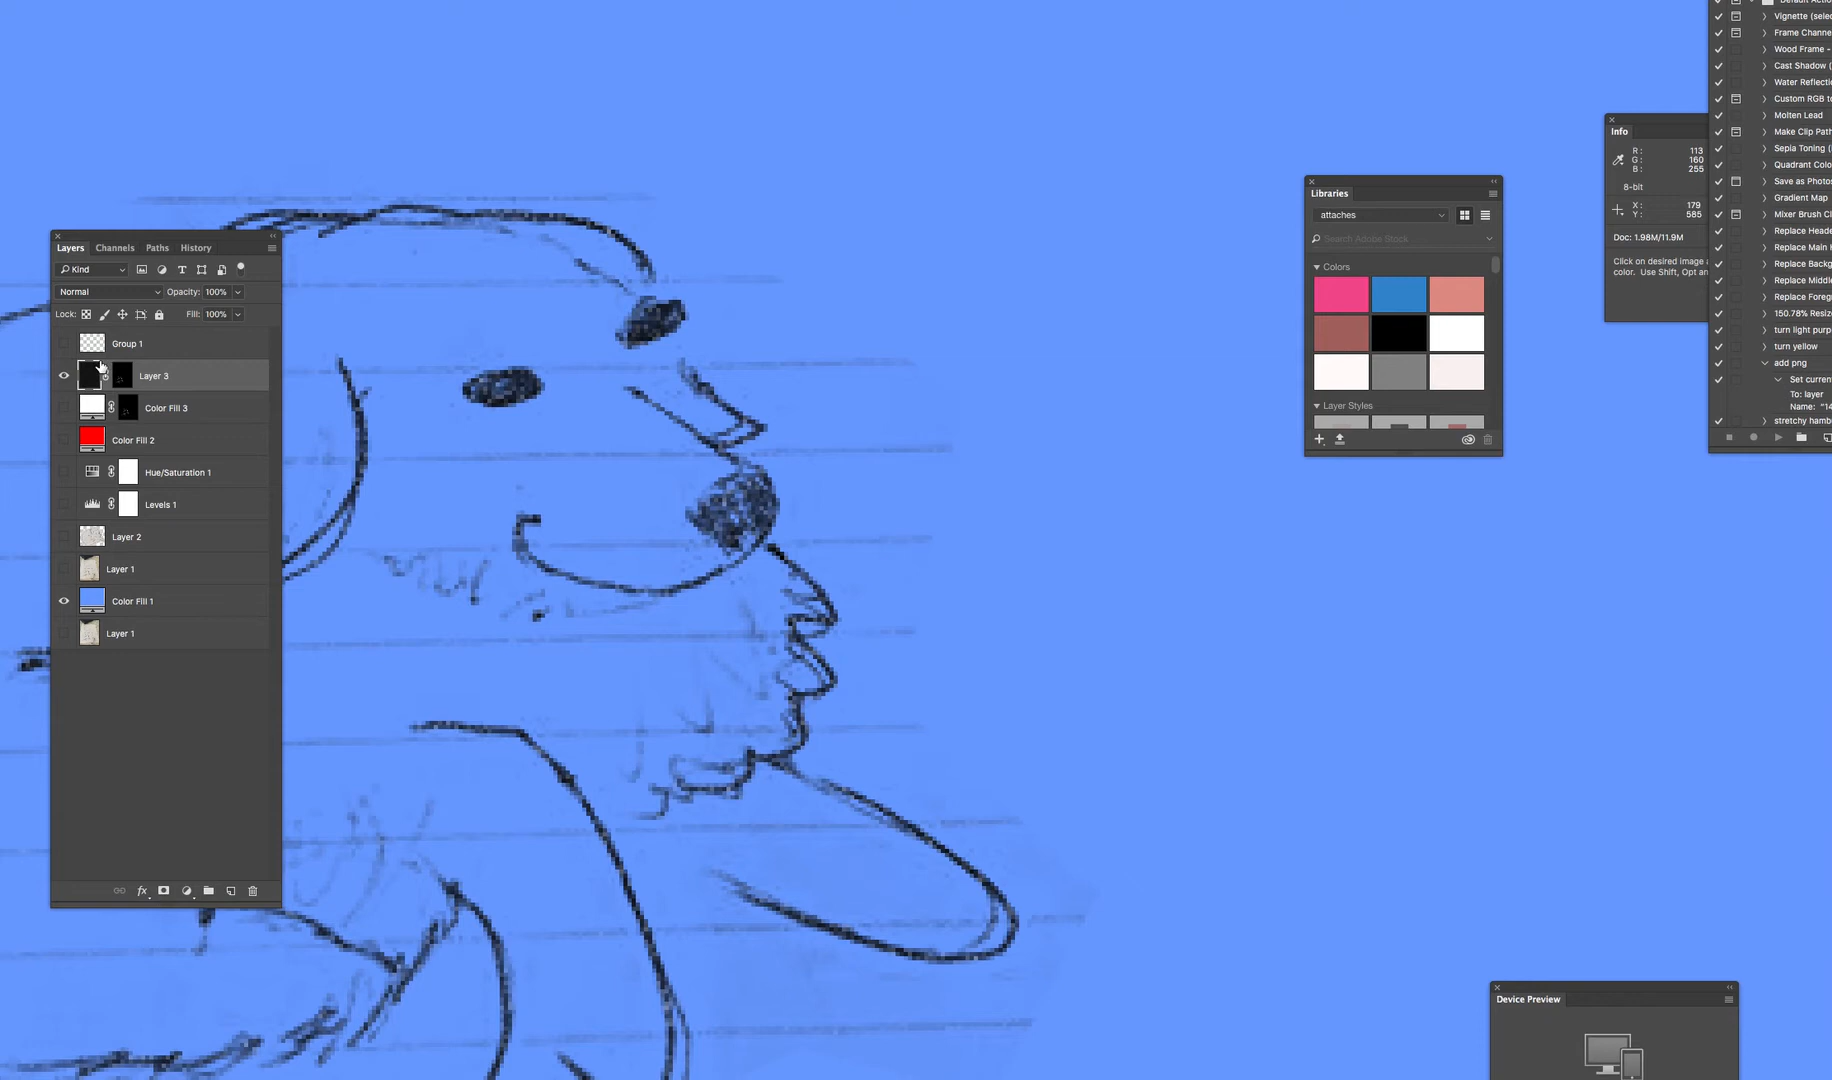 Layers Channels Paths History
Kind
Normal Opacity: 100%
Lock: Fill: 100%
Group 1
Layer 3
Color Fill 3
Color Fill 2
Hue/Saturation 1
Levels 1
Layer 2
Layer 1
Color Fill 1
Layer 1
fx
Libraries
attaches
Search Adobe Stock
Colors
Layer Styles
Info
R: 113
G: 160
B: 255
8-bit
X: 179
Y: 585
Doc: 1.98M/11.9M
Click on desired image a
color. Use Shift, Opt an
Vignette (selec
Frame Channe
Wood Frame -
Cast Shadow (
Water Reflecti
Custom RGB to
Molten Lead
Make Clip Path
Sepia Toning (
Quadrant Colo
Save as Photos
Gradient Map
Mixer Brush Cl
Replace Heade
Replace Main
Replace Backg
Replace Middle
Replace Foreg
150.78% Resiz
turn light purp
turn yellow
add png
Set curren
To: layer
Name: "14
stretchy hambu
Device Preview